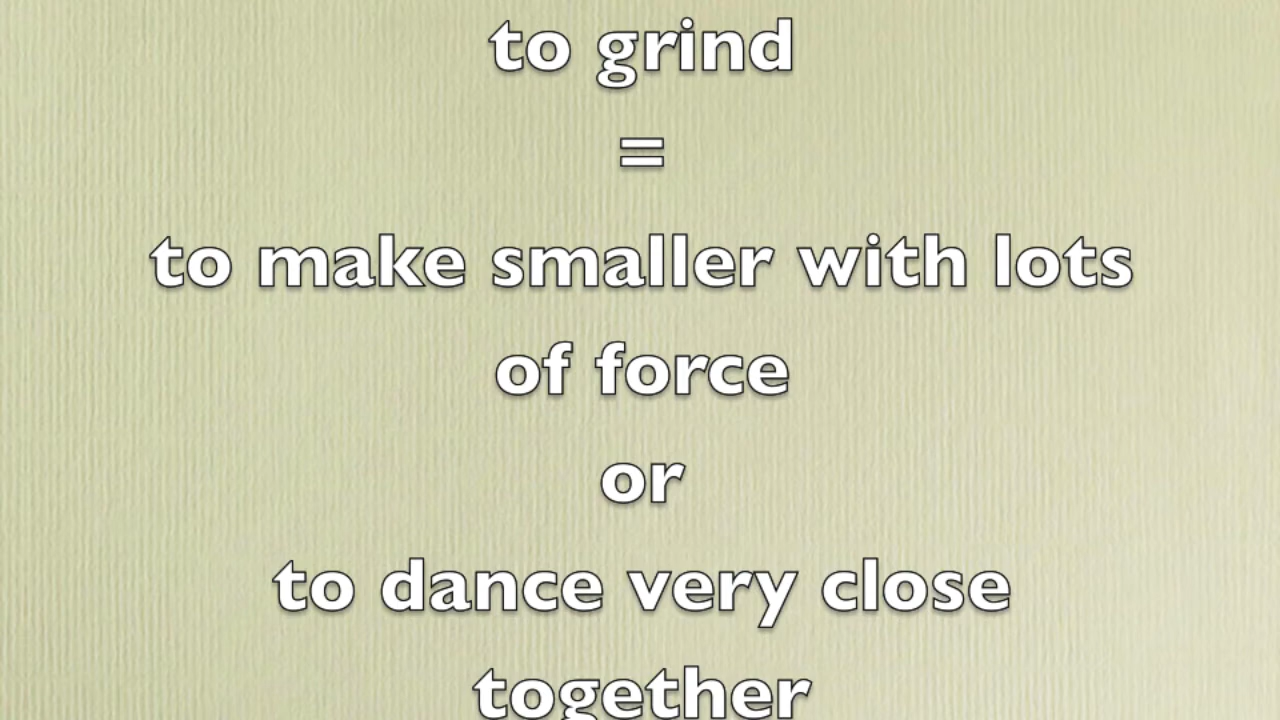 to grind
=
to make smaller with lots
of force
or
to dance very close
together